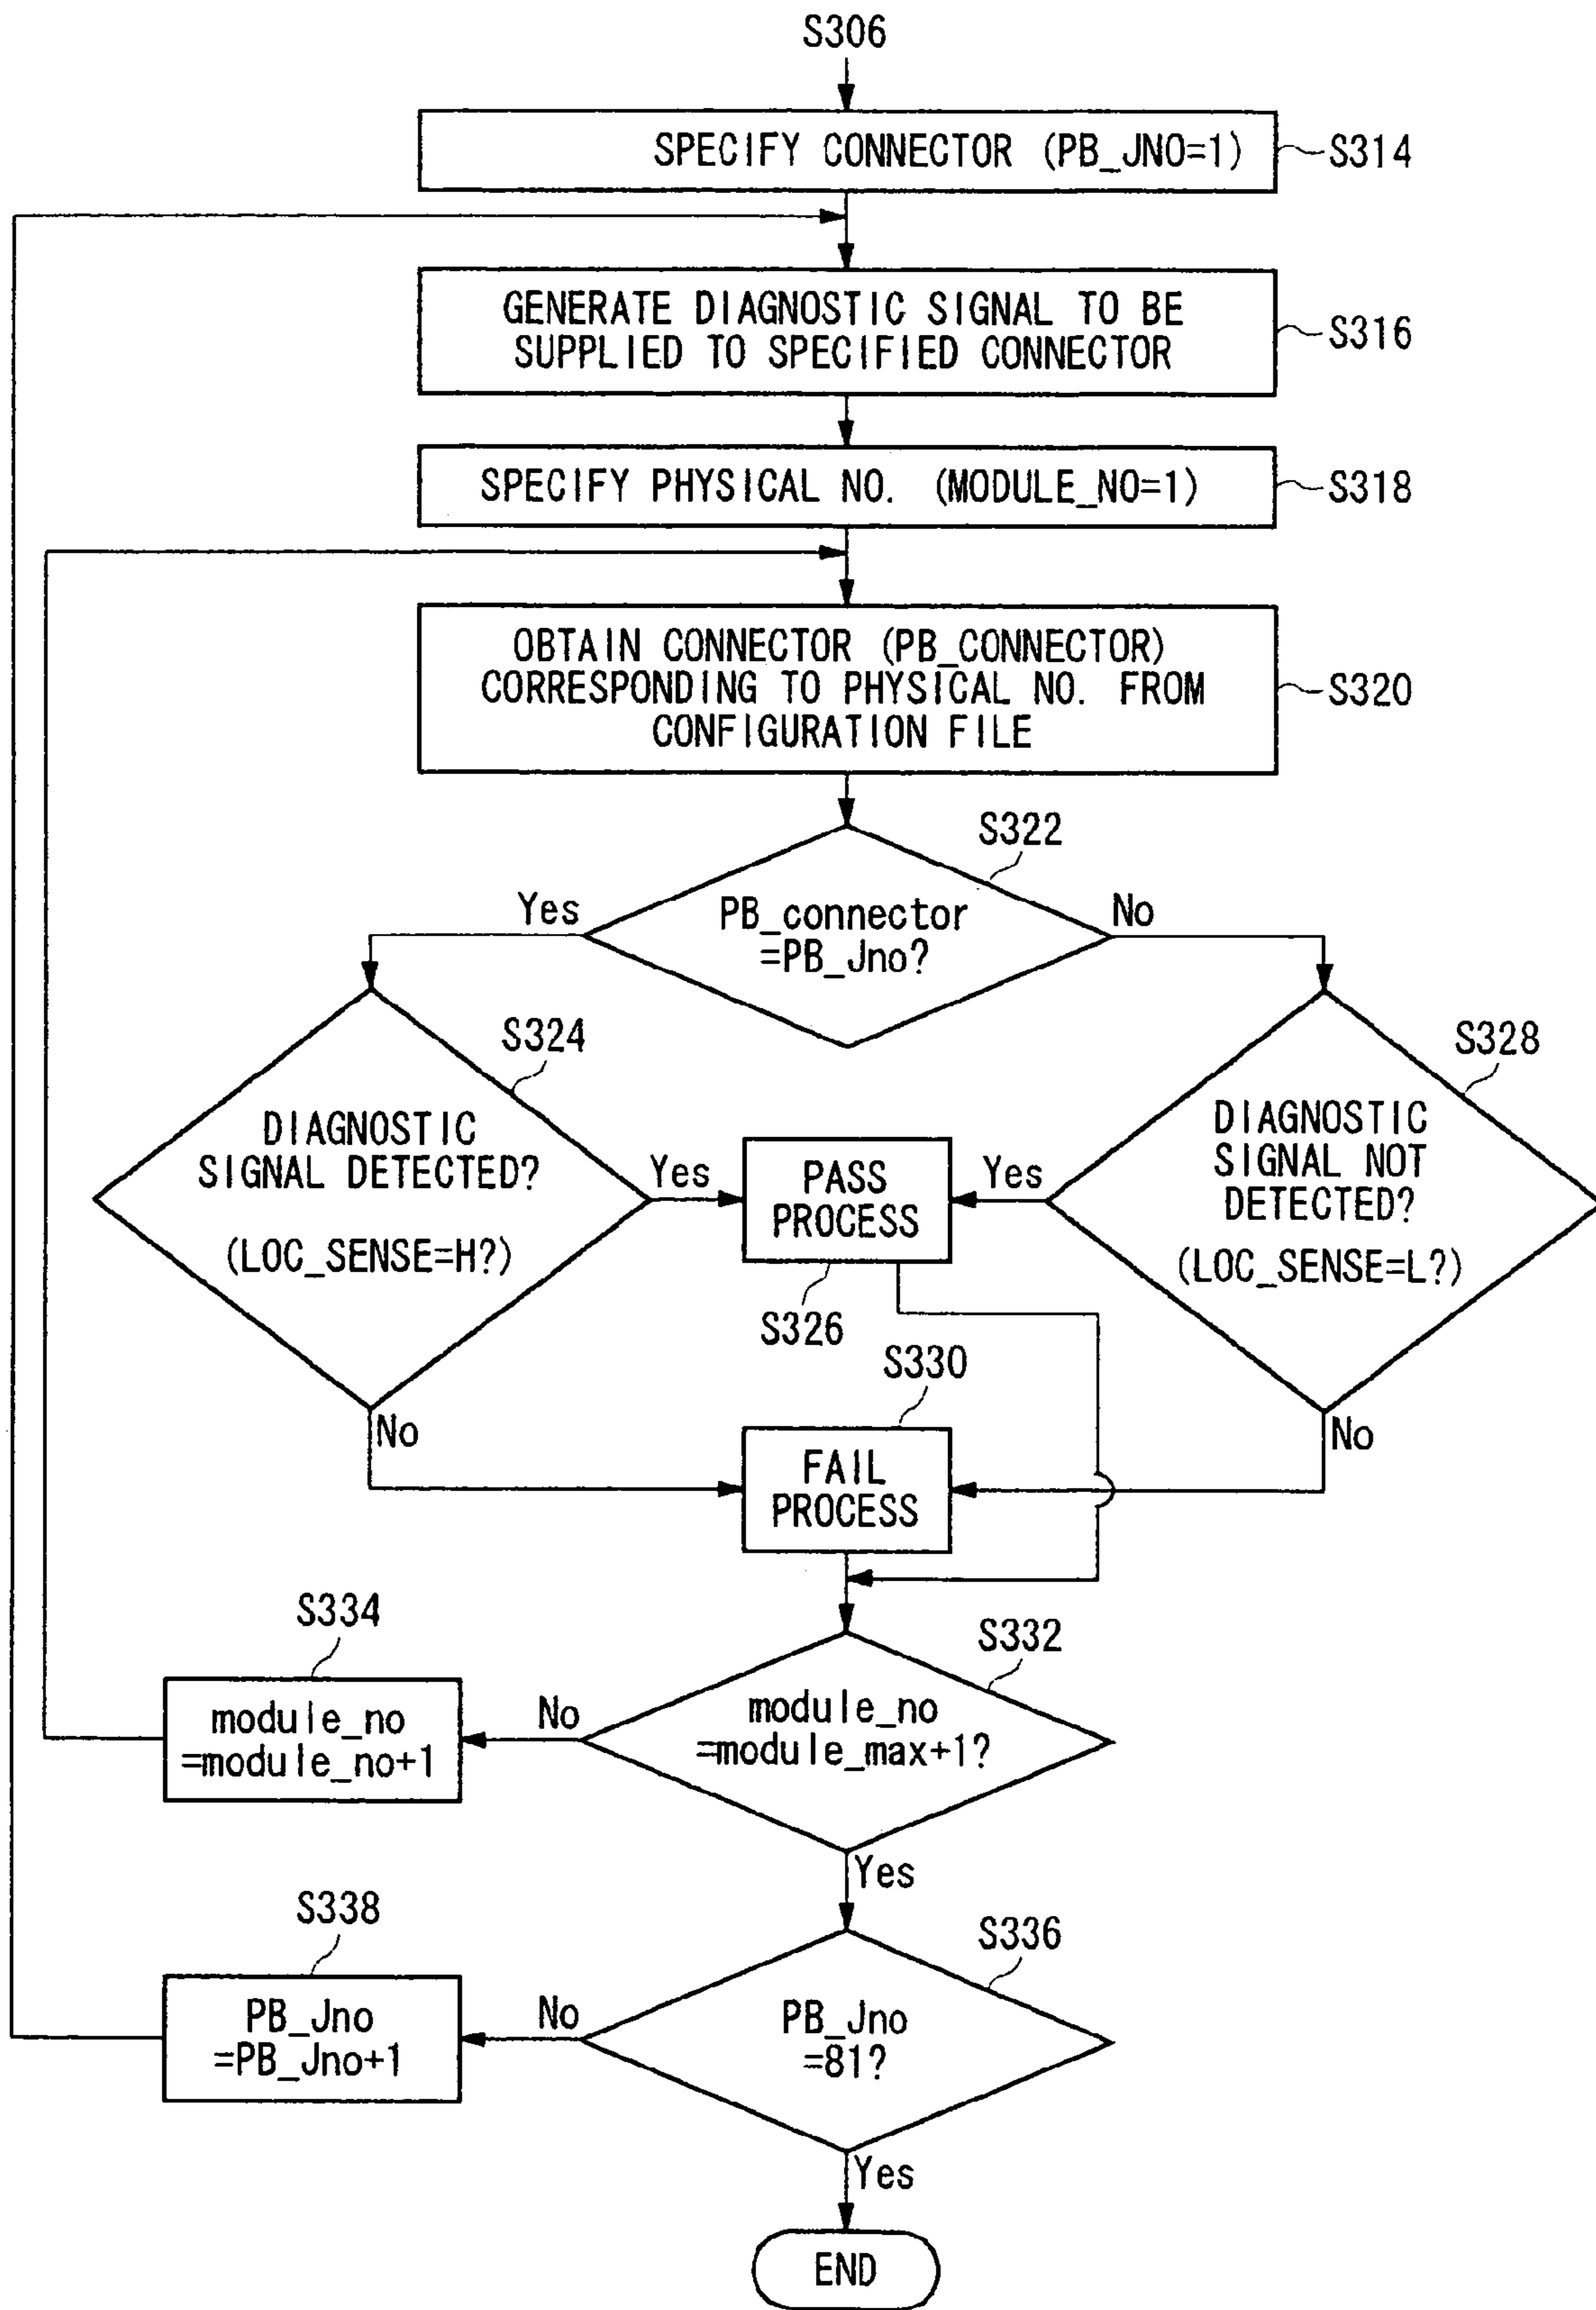 S306
SPECIFY CONNECTOR (PB_JNO=1)
S314
GENERATE DIAGNOSTIC SIGNAL TO BE
SUPPLIED TO SPECIFIED CONNECTOR
S316
SPECIFY PHYSICAL NO. (MODULE_NO=1)
S318
OBTAIN CONNECTOR (PB_CONNECTOR)
CORRESPONDING TO PHYSICAL NO. FROM
CONFIGURATION FILE
S320
S322
PB_connector
=PB_Jno?
Yes
No
S324
DIAGNOSTIC
SIGNAL DETECTED?
(LOC_SENSE=H?)
Yes
No
PASS
PROCESS
S326
S328
DIAGNOSTIC
SIGNAL NOT
DETECTED?
(LOC_SENSE=L?)
Yes
No
S330
FAIL
PROCESS
S332
module_no
=module_max+1?
No
Yes
S334
module_no
=module_no+1
S336
PB_Jno
=81?
No
Yes
S338
PB_Jno
=PB_Jno+1
END